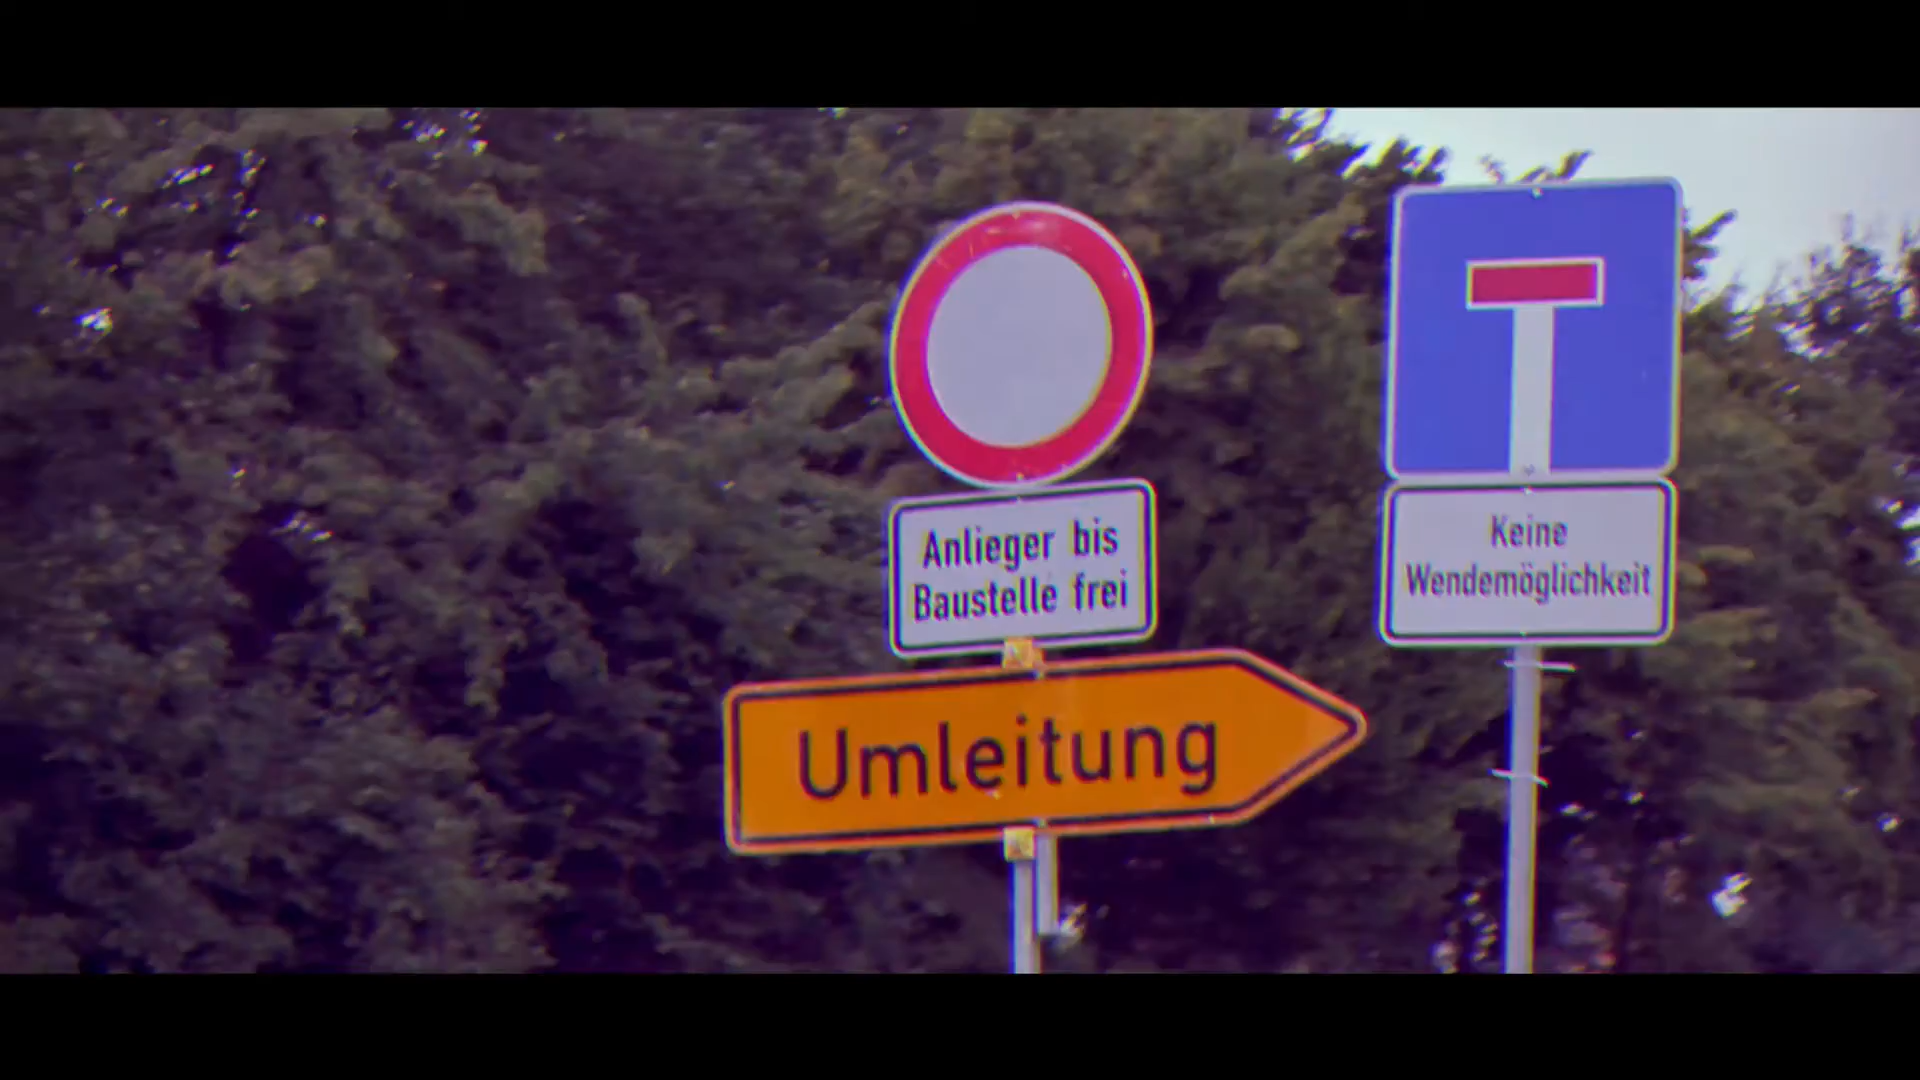 Anlieger bis
Baustelle frei
Umleitung
Keine
Wendemöglichkeit